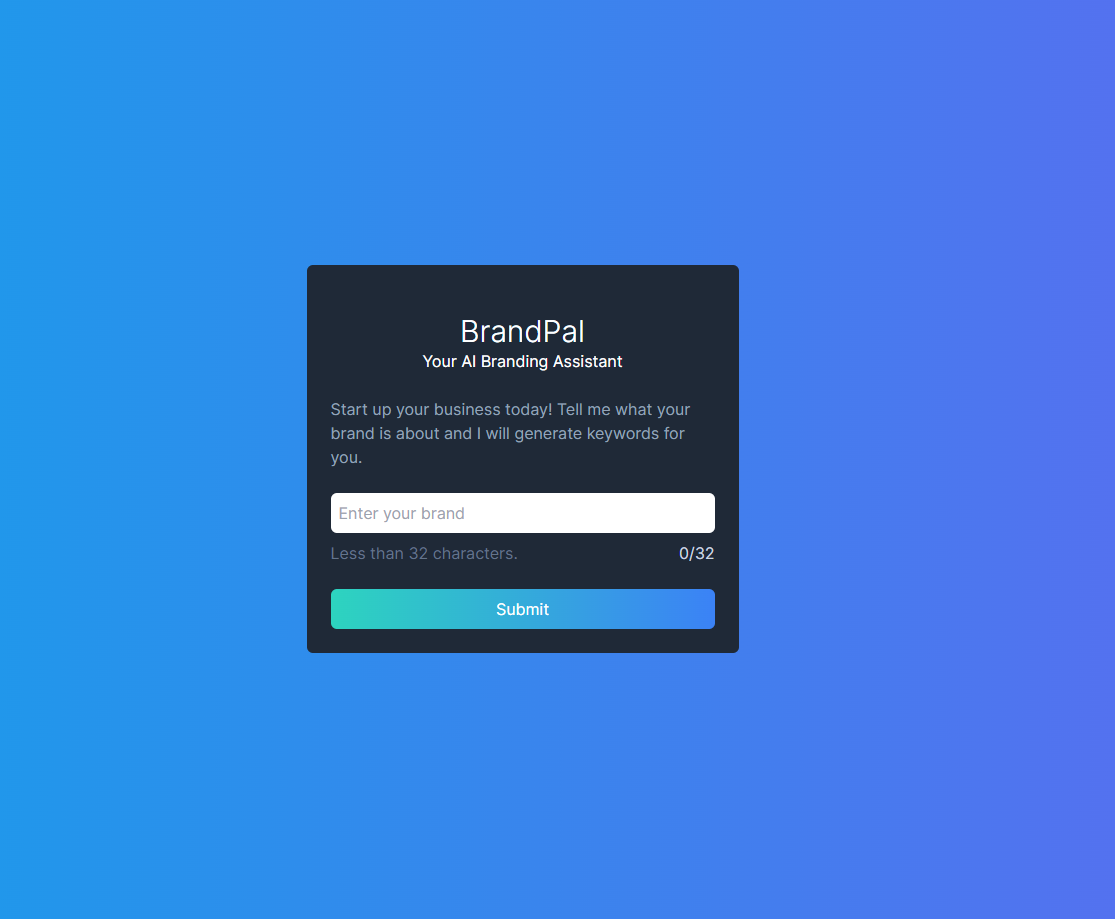 BrandPal
Your AI Branding Assistant
Start up your business today! Tell me what your
brand is about and I will generate keywords for
you.
Enter your brand
Less than 32 characters. 0/32
Submit